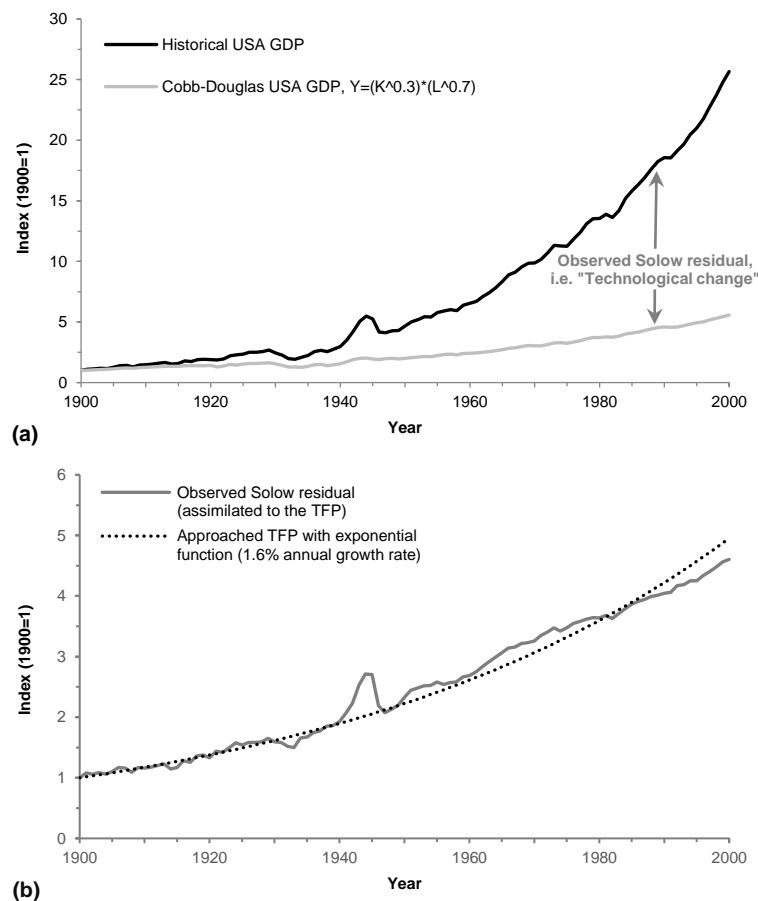 30
25
20
15
10
5
0
Index (1900=1)
Historical USA GDP
Cobb-Douglas USA GDP, Y=(K^0.3)*(L^0.7)
Observed Solow residual,
i.e. "Technological change"
1900
1920
1940
1960
1980
2000
Year
(a)
6
5
4
3
2
1
0
Index (1900=1)
Observed Solow residual
(assimilated to the TFP)
Approached TFP with exponential
function (1.6% annual growth rate)
1900
1920
1940
1960
1980
2000
Year
(b)